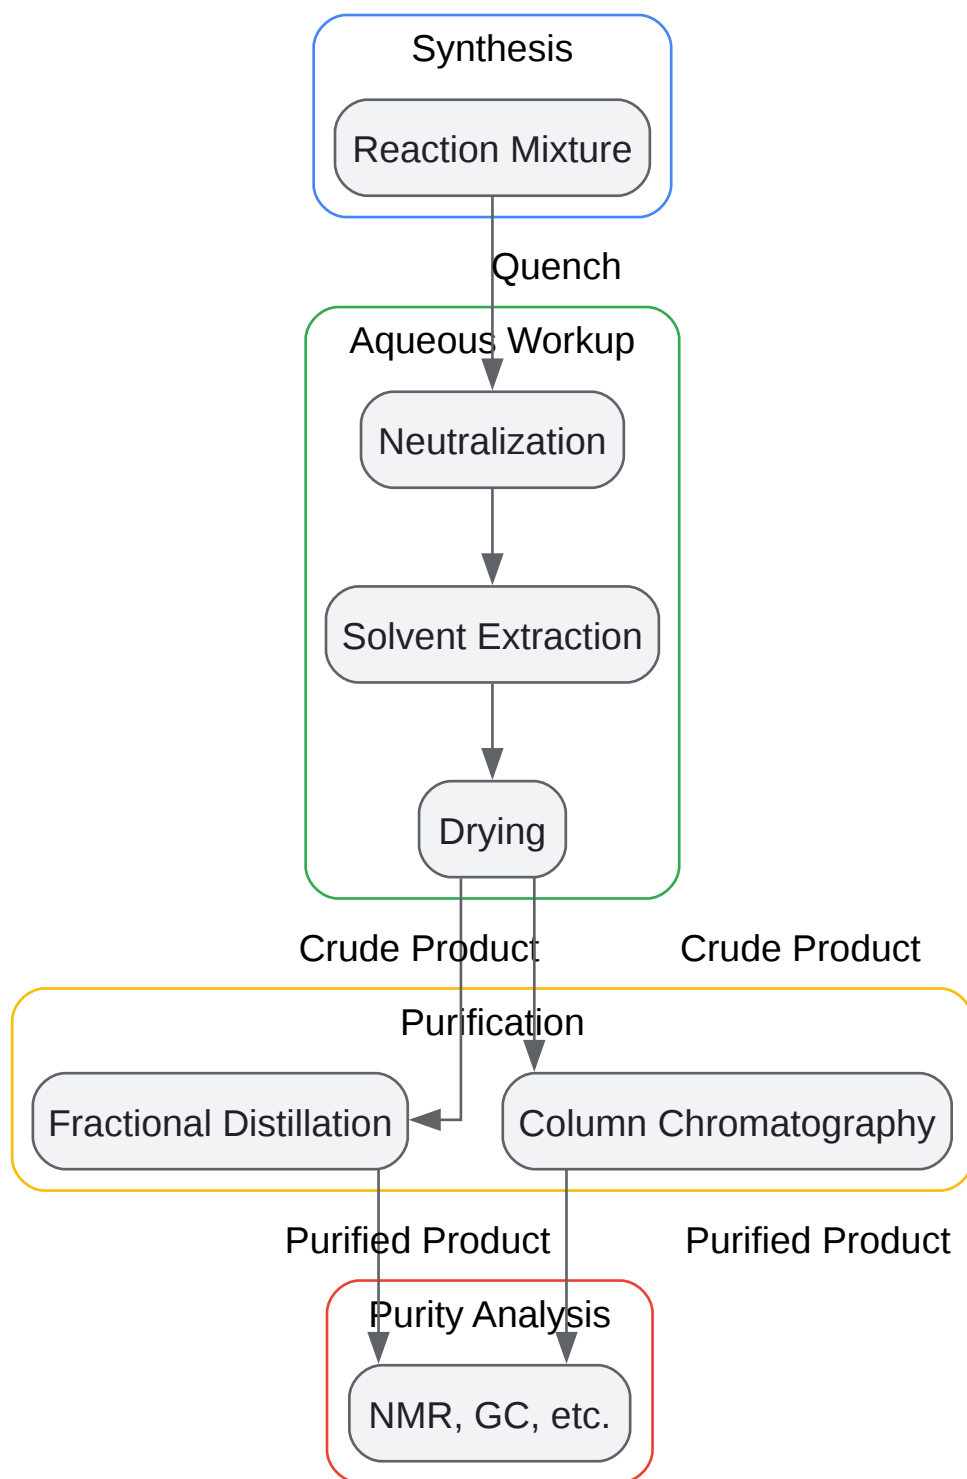 Synthesis
Reaction Mixture
Quench
Aqueous Workup
Neutralization
Solvent Extraction
Drying
Crude Product
Crude Product
Purification
Fractional Distillation
Column Chromatography
Purified Product
Purified Product
Purity Analysis
NMR, GC, etc.